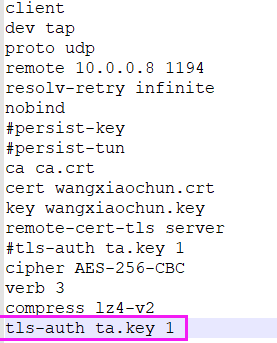 client
dev tap
proto udp
remote 10.0.0.8 1194
resolv-retry infinite
nobind
#persist-key
#persist-tun
ca ca.crt
cert wangxiaochun.crt
key wangxiaochun.key
remote-cert-tls server
#tls-auth ta.key 1
cipher AES-256-CBC
verb 3
compress lz4-v2
tls-auth ta.key 1